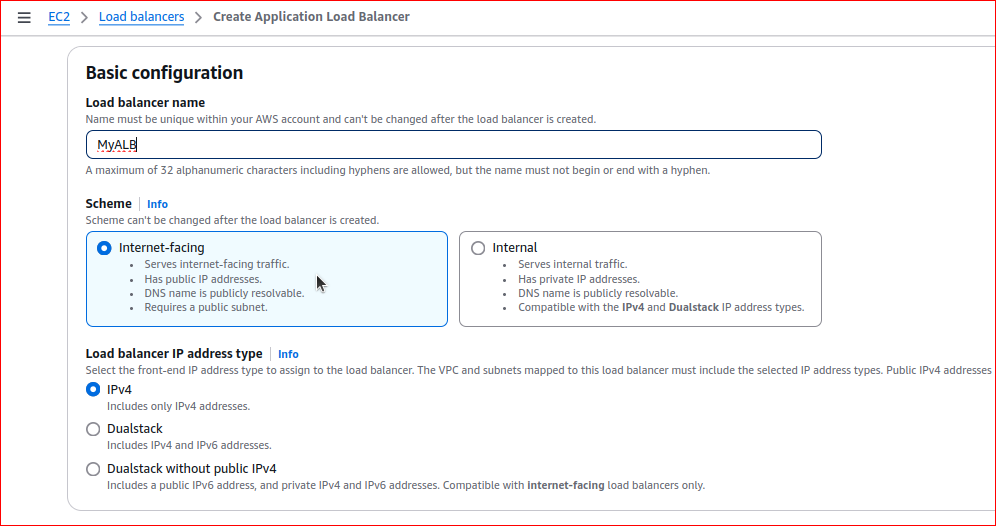 EC2 > Load balancers > Create Application Load Balancer
Basic configuration
Load balancer name
Name must be unique within your AWS account and can't be changed after the load balancer is created.
MyALB
A maximum of 32 alphanumeric characters including hyphens are allowed, but the name must not begin or end with a hyphen.
Scheme | Info
Scheme can't be changed after the load balancer is created.
Internet-facing
• Serves internet-facing traffic.
• Has public IP addresses.
• DNS name is publicly resolvable.
• Requires a public subnet.
Internal
• Serves internal traffic.
• Has private IP addresses.
• DNS name is publicly resolvable.
• Compatible with the IPv4 and Dualstack IP address types.
Load balancer IP address type | Info
Select the front-end IP address type to assign to the load balancer. The VPC and subnets mapped to this load balancer must include the selected IP address types. Public IPv4 addresses
IPv4
Includes only IPv4 addresses.
Dualstack
Includes IPv4 and IPv6 addresses.
Dualstack without public IPv4
Includes a public IPv6 address, and private IPv4 and IPv6 addresses. Compatible with internet-facing load balancers only.